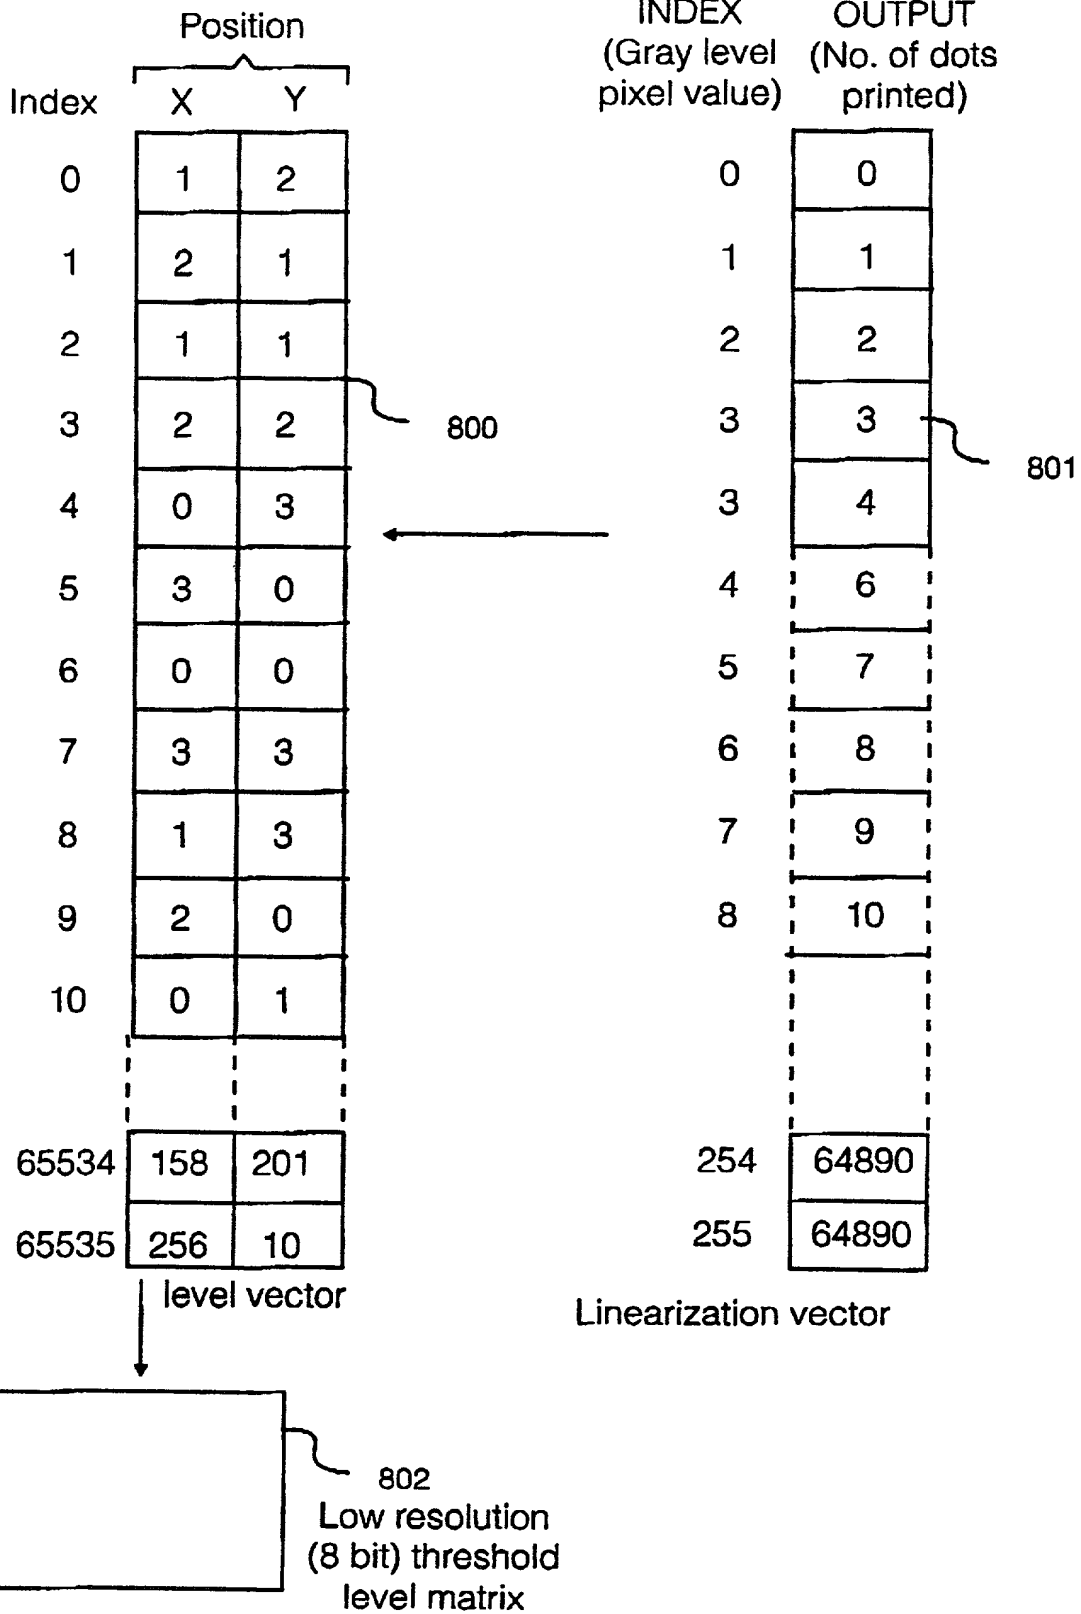 Position
Index X Y
0 1 2
1 2 1
2 1 1
3 2 2
4 0 3
5 3 0
6 0 0
7 3 3
8 1 3
9 2 0
10 0 1
65534 158 201
65535 256 10
level vector
800
INDEX OUTPUT
(Gray level (No. of dots
pixel value) printed)
0 0
1 1
2 2
3 3
3 4
4 6
5 7
6 8
7 9
8 10
254 64890
255 64890
Linearization vector
801
802
Low resolution
(8 bit) threshold
level matrix